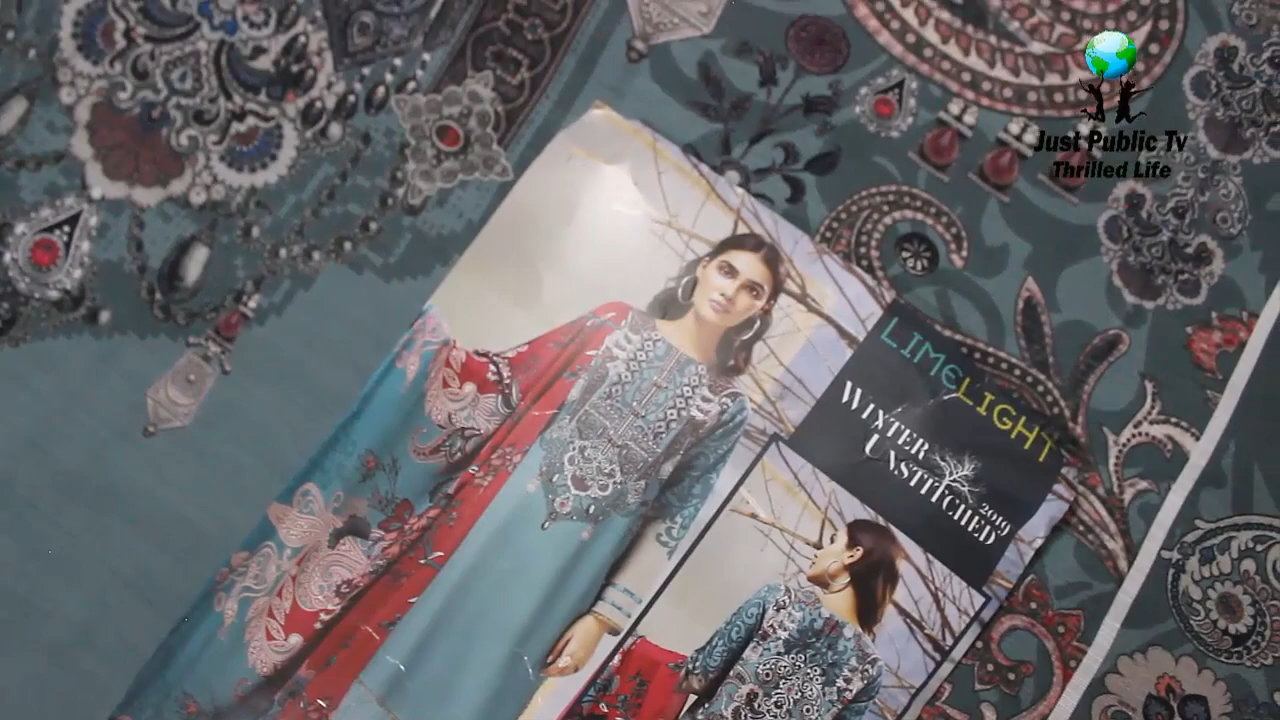 Just Public Tv
Thrilled Life
LIMELIGHT
WINTER
UNSTITCHED
2019